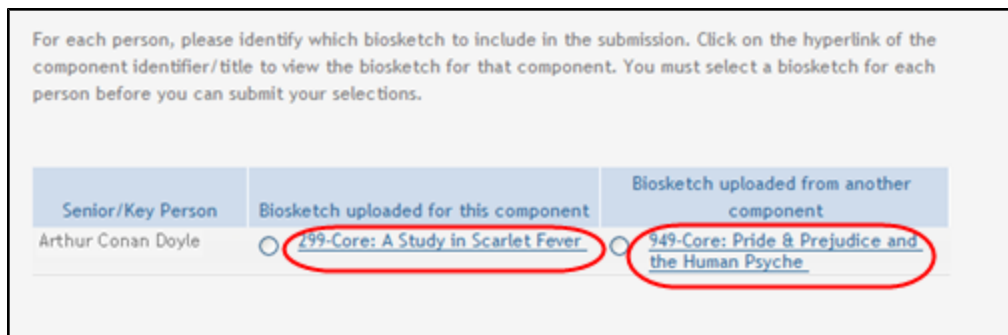 For each person, please identify which biosketch to include in the submission. Click on the hyperlink of the
component identifier/title to view the biosketch for that component. You must select a biosketch for each
person before you can submit your selections.
Senior/Key Person
Biosketch uploaded for this component
Biosketch uploaded from another
component
Arthur Conan Doyle
299-Core: A Study in Scarlet Fever
949-Core: Pride & Prejudice and
the Human Psyche